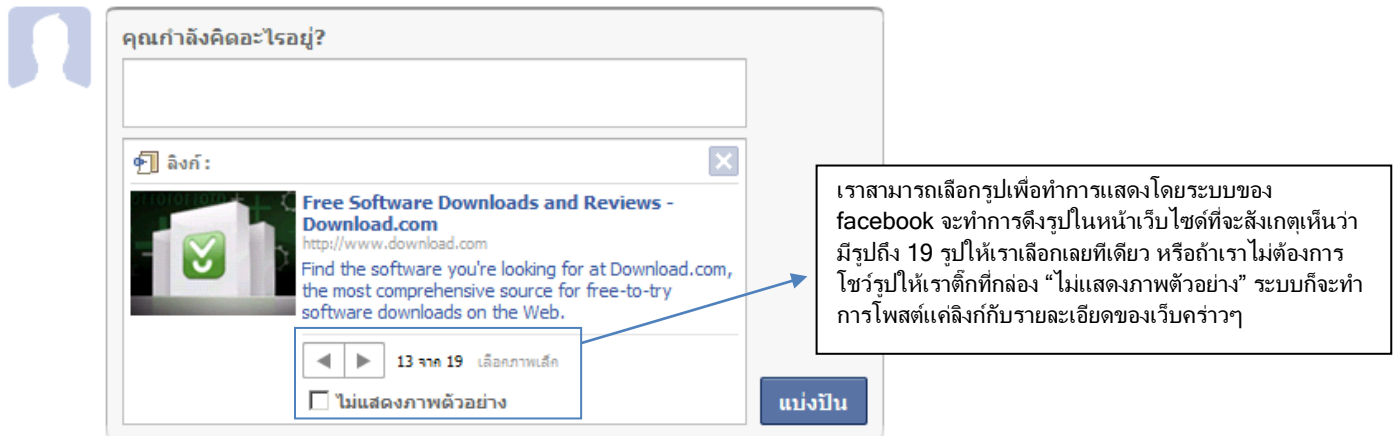 คุณกำลังคิดอะไรอยู่?
ลิงก์ :
Free Software Downloads and Reviews -
Download.com
http://www.download.com
Find the software you're looking for at Download.com,
the most comprehensive source for free-to-try
software downloads on the Web.
13 จาก 19 เลือกภาพเล็ก
ไม่แสดงภาพตัวอย่าง
แบ่งปัน
เราสามารถเลือกรูปเพื่อทำการแสดงโดยระบบของ
facebook จะทำการดึงรูปในหน้าเว็บไซต์ที่จะสังเกตุเห็นว่า
มีรูปถึง 19 รูปให้เราเลือกเลยทีเดียว หรือถ้าเราไม่ต้องการ
โชว์รูปให้เราติ๊กที่กล่อง “ไม่แสดงภาพตัวอย่าง” ระบบก็จะทำ
การโพสต์แค่ลิงก์กับรายละเอียดของเว็บคร่าวๆ